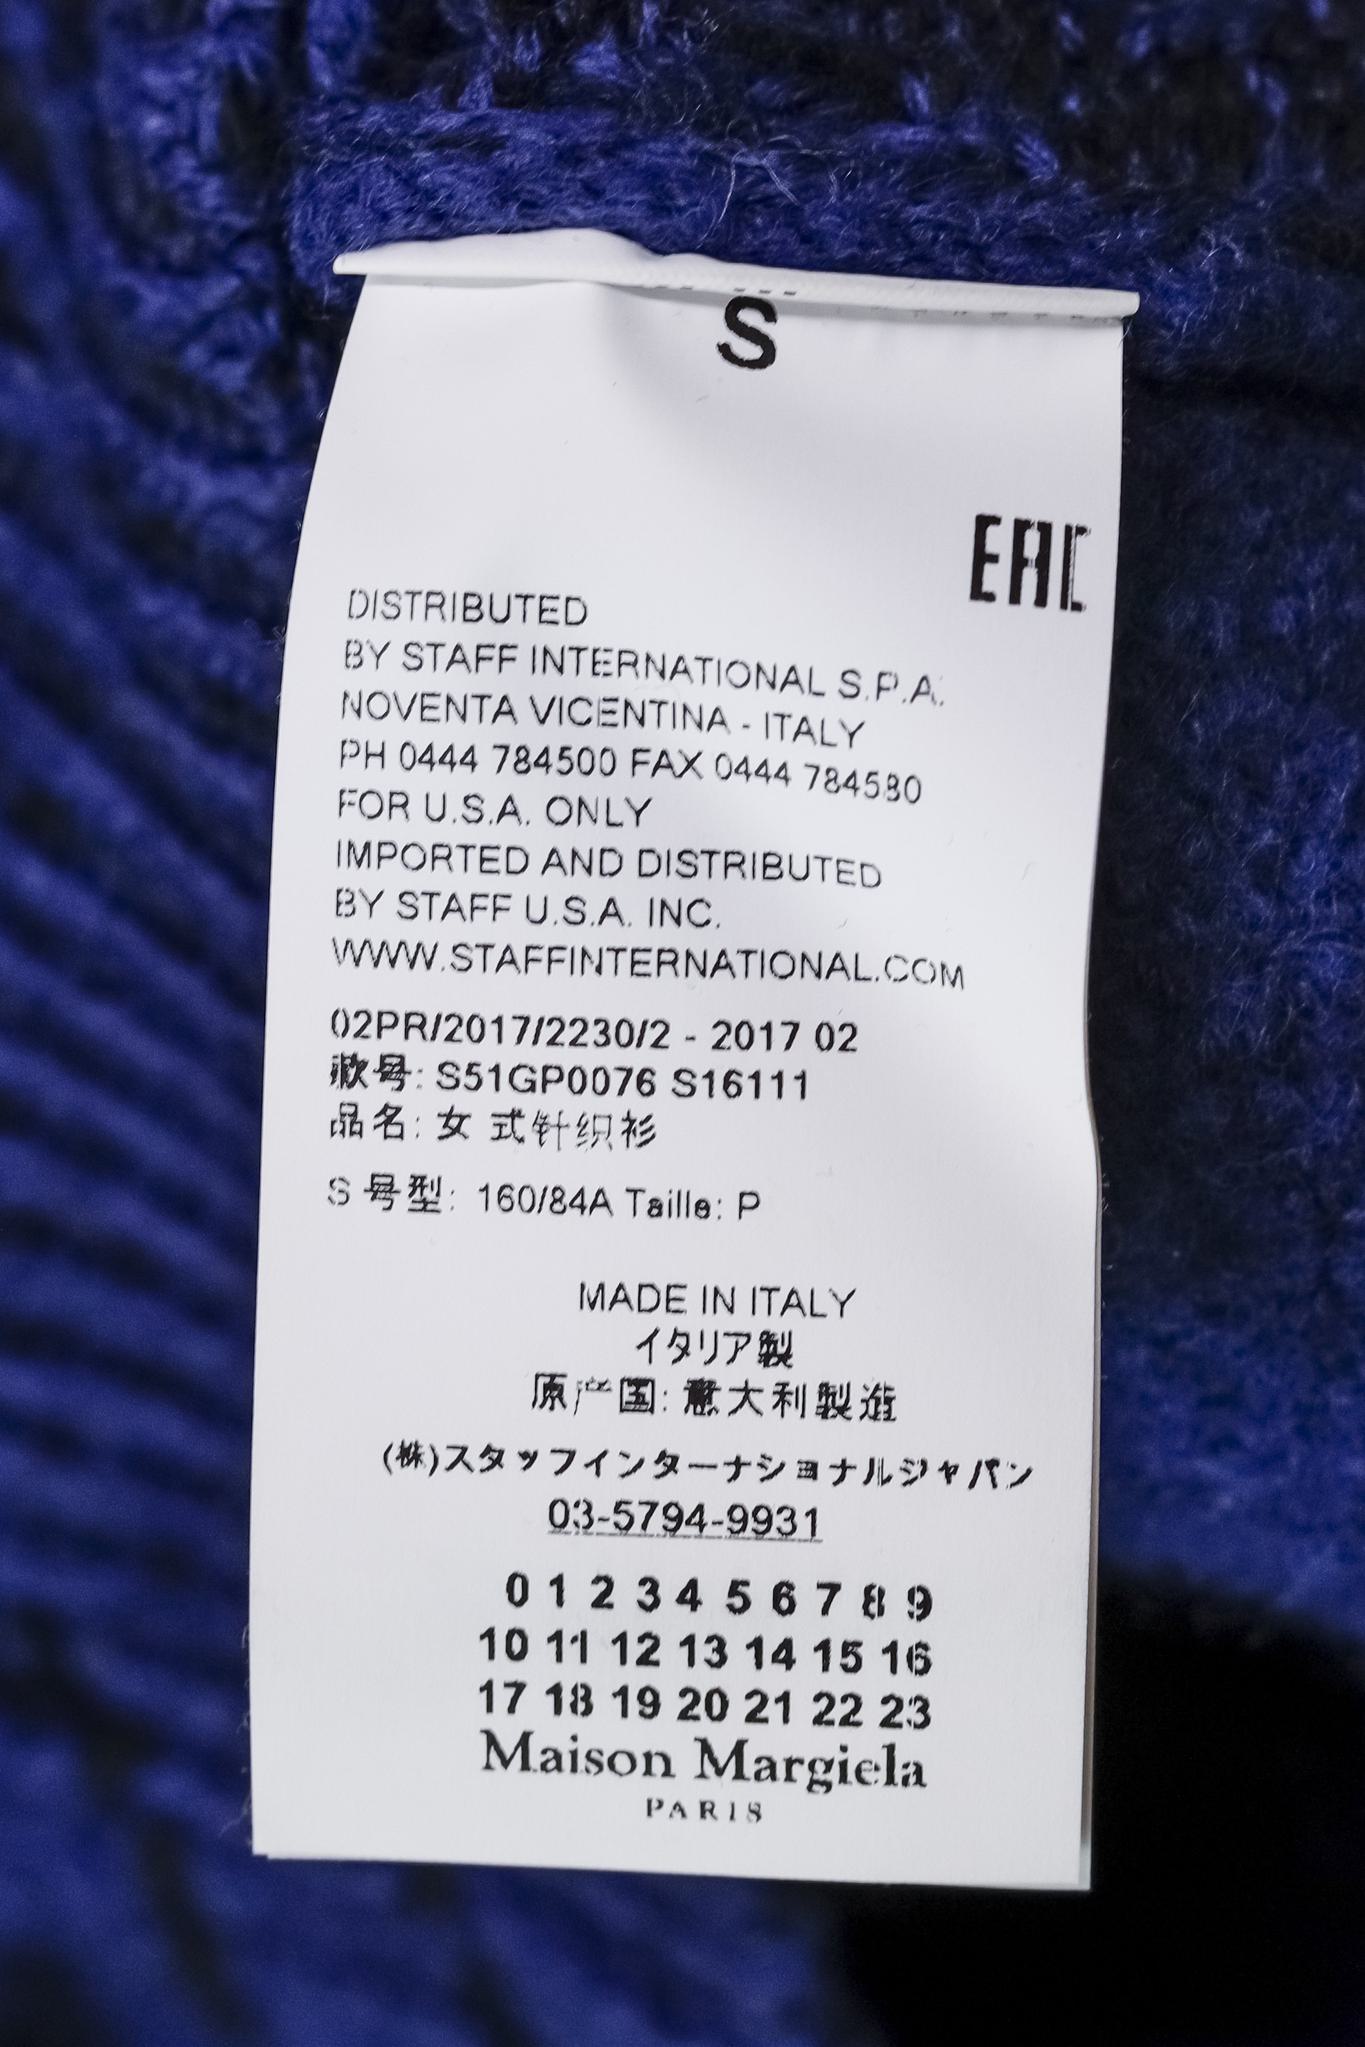 S
EAC
DISTRIBUTED
BY STAFF INTERNATIONAL S.P.A.
NOVENTA VICENTINA - ITALY
PH 0444 784500 FAX 0444 784580
FOR U.S.A. ONLY
IMPORTED AND DISTRIBUTED
BY STAFF U.S.A. INC.
WWW.STAFFINTERNATIONAL.COM
02PR/2017/2230/2 - 2017 02
款号: S51GP0076 S16111
品名: 女 式针织衫
S 号型: 160/84A Taille: P
MADE IN ITALY
イタリア製
原产国: 意大利製造
(株)スタッフインターナショナルジャパン
03-5794-9931
0 1 2 3 4 5 6 7 8 9
10 11 12 13 14 15 16
17 18 19 20 21 22 23
Maison Margiela
PARIS